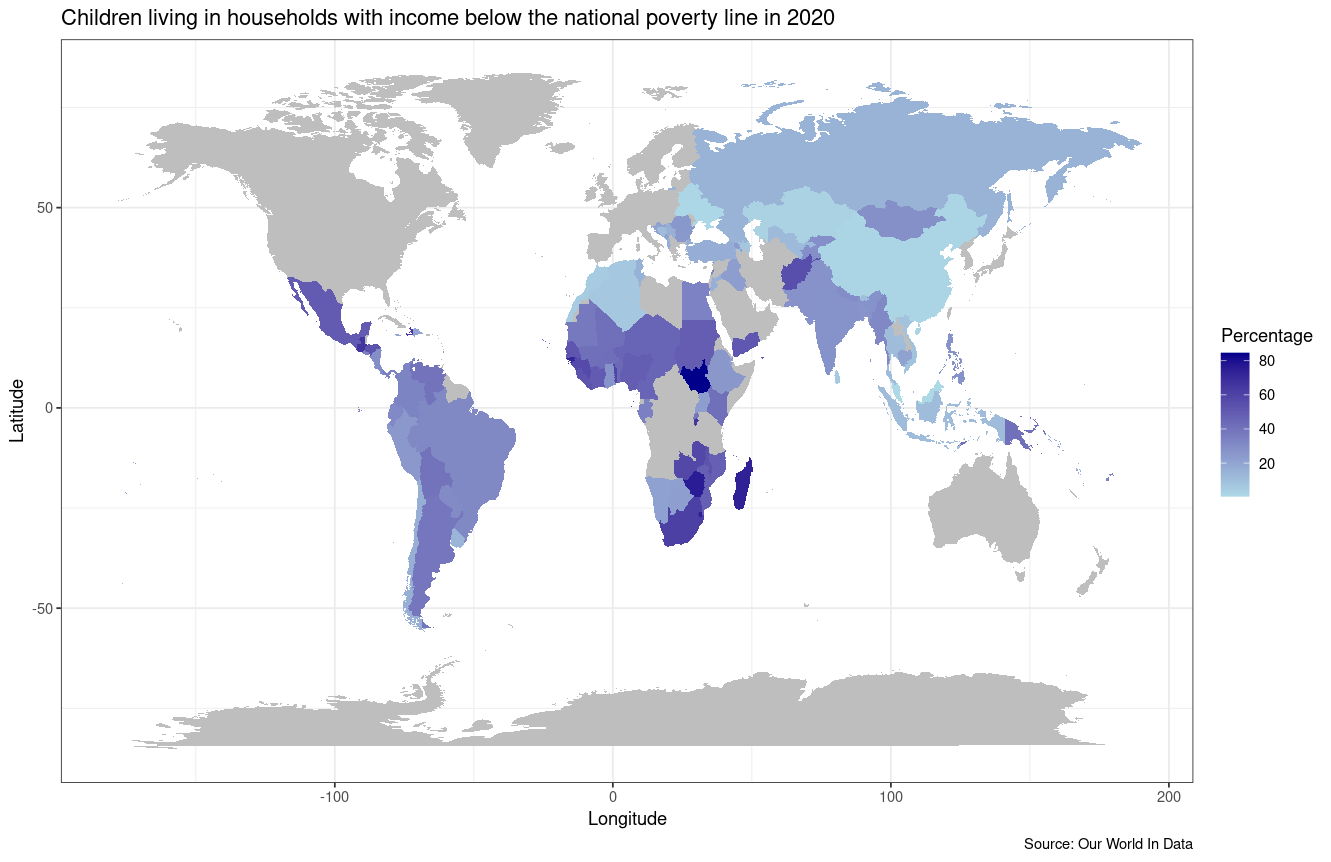 Children living in households with income below the national poverty line in 2020
50
0
-50
Latitude
-100
0
100
200
Longitude
Percentage
80
60
40
20
Source: Our World In Data